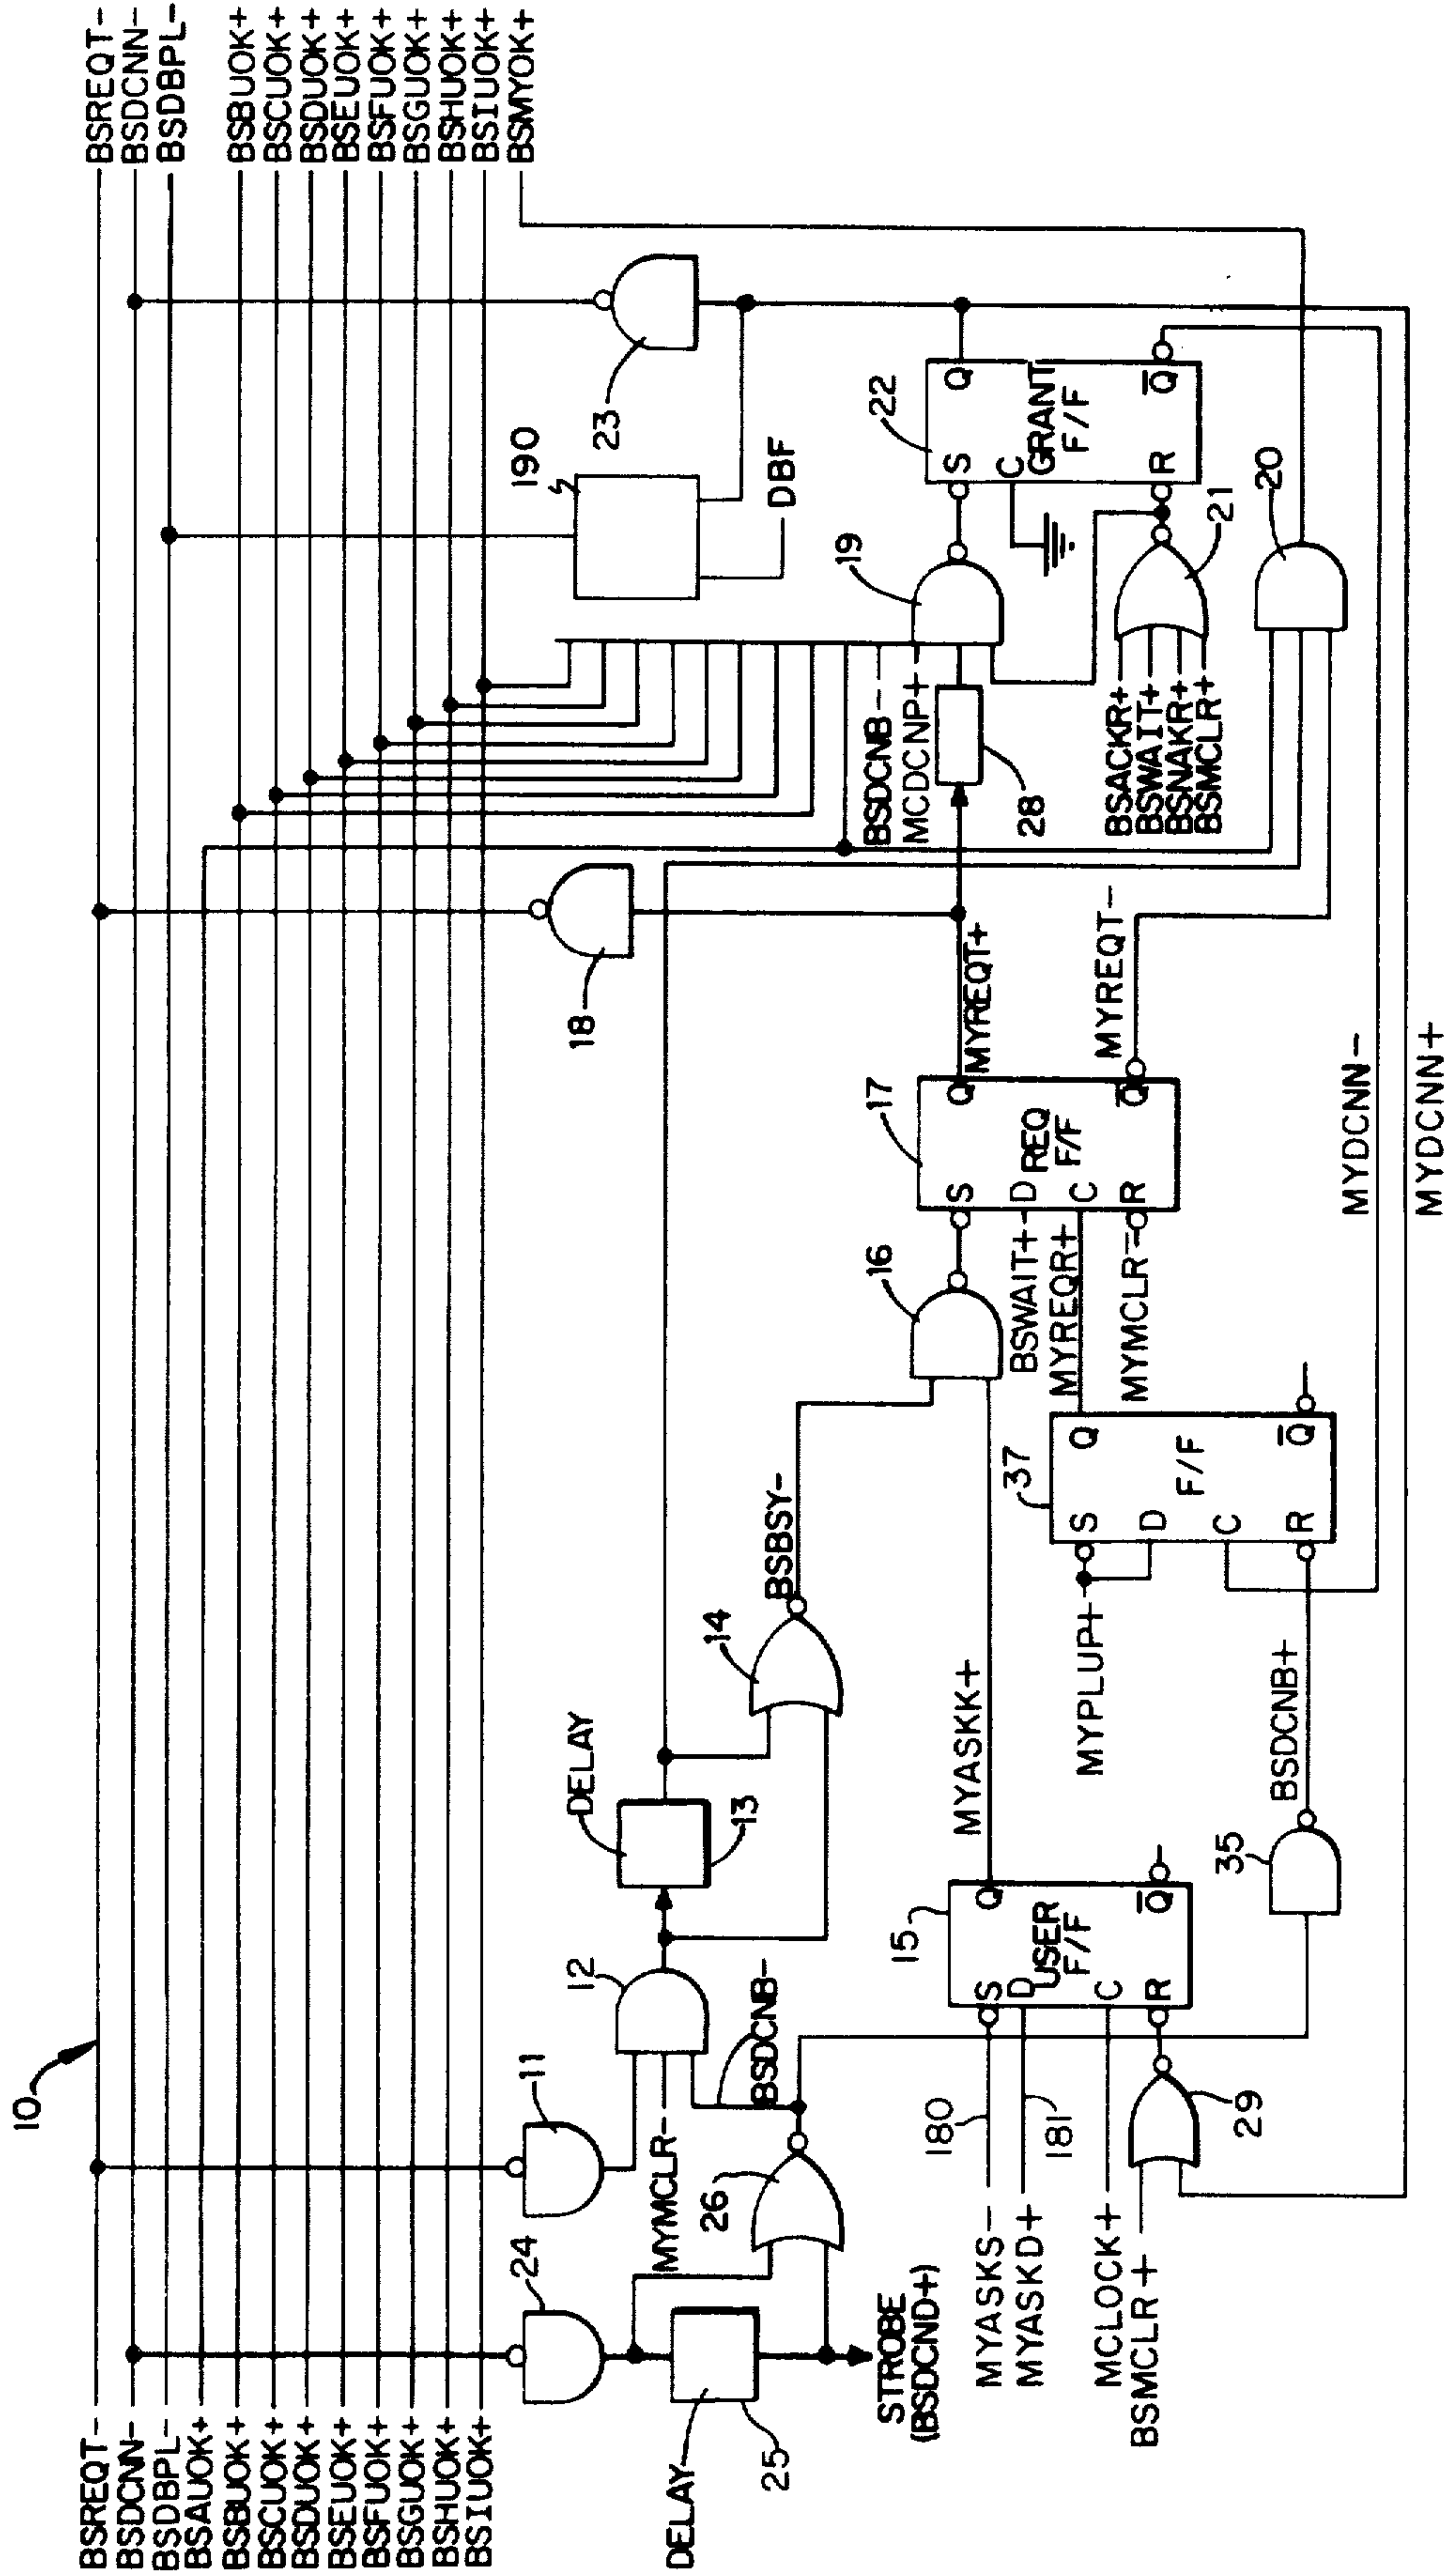 BSREQT-
BSDCNN-
BSDBPL-
BSAUOK+
BSBUOK+
BSCUOK+
BSDUOK+
BSEUOK+
BSFUOK+
BSGUOK+
BSHUOK+
BSIUOK+
10
BSREQT-
BSDCNN-
BSDBPL-
BSBUOK+
BSCUOK+
BSDUOK+
BSEUOK+
BSFUOK+
BSGUOK+
BSHUOK+
BSIUOK+
BSMYOK+
24
11
DELAY
25
STROBE
(BSDCND+)
26
MYMCLR-
BSDCNB-
12
DELAY
13
14
BSBSY-
18
190
DBF
23
MYASKS-
MYASKD+
MCLOCK+
BSMCLR+
180
181
29
15
S
D
USER
F/F
C
R
Q
Q
MYASKK+
35
BSDCNB+
MYPLUP+
37
S
D
C
R
F/F
Q
Q
16
BSWAIT+
MYREQR+
MYMCLR-
17
S
D
REQ
F/F
C
R
Q
Q
MYREQT+
MYREQT-
BSDCNB-
MCDCNP+
28
19
BSACKR+
BSWAIT+
BSNAKR+
BSMCLR+
21
20
22
S
C
GRANT
F/F
R
Q
Q
MYDCNN-
MYDCNN+